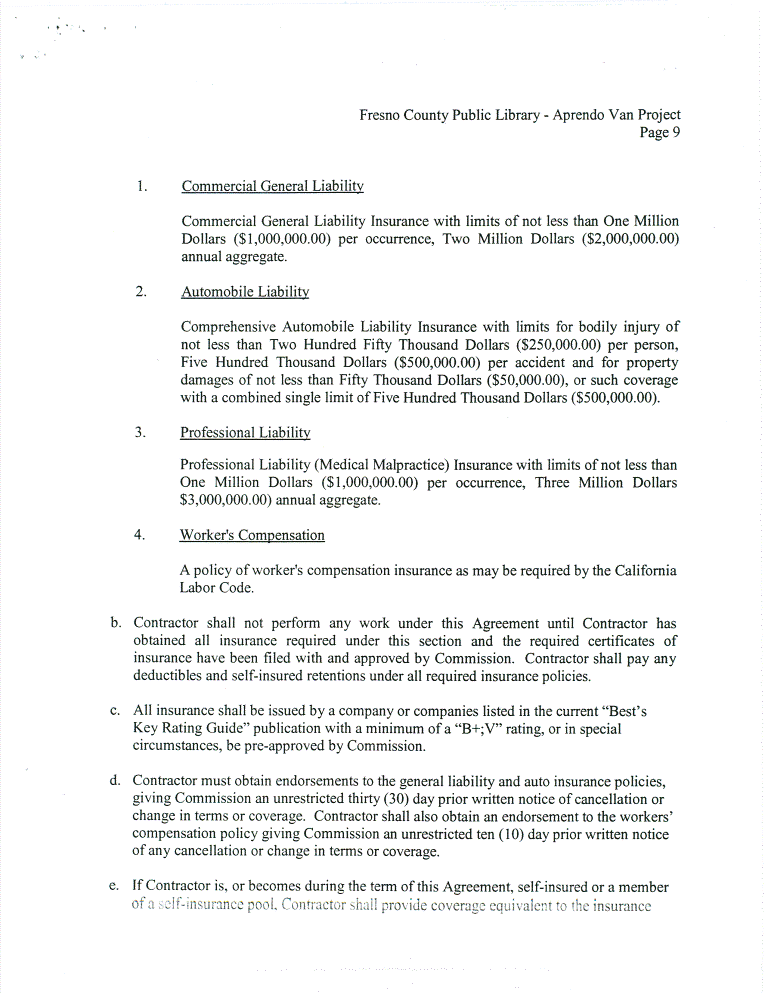 Fresno County Public Library - Aprendo Van Project
Page 9
1. Commercial General Liability
Commercial General Liability Insurance with limits of not less than One Million
Dollars ($1,000,000.00) per occurrence, Two Million Dollars ($2,000,000.00)
annual aggregate.
2. Automobile Liability
Comprehensive Automobile Liability Insurance with limits for bodily injury of
not less than Two Hundred Fifty Thousand Dollars ($250,000.00) per person,
Five Hundred Thousand Dollars ($500,000.00) per accident and for property
damages of not less than Fifty Thousand Dollars ($50,000.00), or such coverage
with a combined single limit of Five Hundred Thousand Dollars ($500,000.00).
3. Professional Liability
Professional Liability (Medical Malpractice) Insurance with limits of not less than
One Million Dollars ($1,000,000.00) per occurrence, Three Million Dollars
$3,000,000.00) annual aggregate.
4. Worker's Compensation
A policy of worker's compensation insurance as may be required by the California
Labor Code.
b. Contractor shall not perform any work under this Agreement until Contractor has
obtained all insurance required under this section and the required certificates of
insurance have been filed with and approved by Commission. Contractor shall pay any
deductibles and self-insured retentions under all required insurance policies.
c. All insurance shall be issued by a company or companies listed in the current “Best’s
Key Rating Guide” publication with a minimum of a “B+;V” rating, or in special
circumstances, be pre-approved by Commission.
d. Contractor must obtain endorsements to the general liability and auto insurance policies,
giving Commission an unrestricted thirty (30) day prior written notice of cancellation or
change in terms or coverage. Contractor shall also obtain an endorsement to the workers’
compensation policy giving Commission an unrestricted ten (10) day prior written notice
of any cancellation or change in terms or coverage.
e. If Contractor is, or becomes during the term of this Agreement, self-insured or a member
of a self-insurance pool, Contractor shall provide coverage equivalent to the insurance